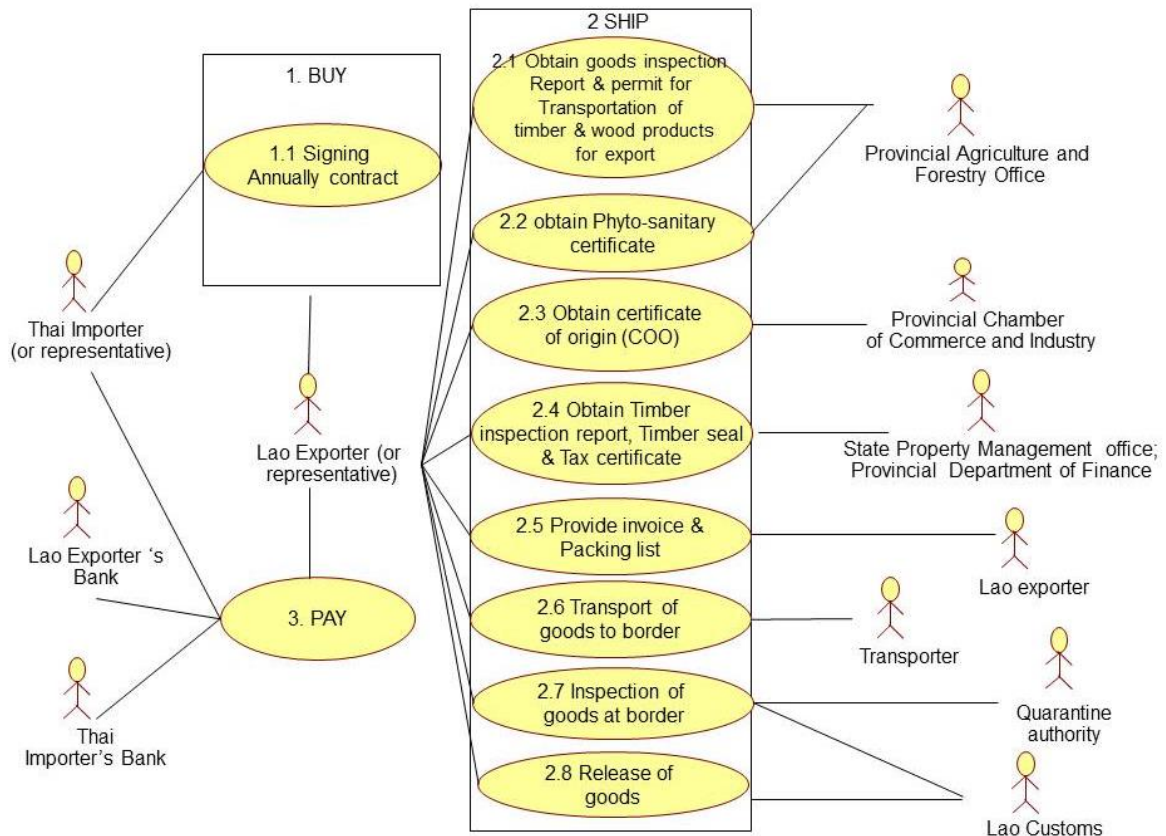 1. BUY
1.1 Signing
Annually contract
Thai Importer
(or representative)
Lao Exporter (or
representative)
Lao Exporter ‘s
Bank
3. PAY
Thai
Importer’s Bank
2 SHIP
2.1 Obtain goods inspection
Report & permit for
Transportation of
timber & wood products
for export
2.2 obtain Phyto-sanitary
certificate
2.3 Obtain certificate
of origin (COO)
2.4 Obtain Timber
inspection report, Timber seal
& Tax certificate
2.5 Provide invoice &
Packing list
2.6 Transport of
goods to border
2.7 Inspection of
goods at border
2.8 Release of
goods
Provincial Agriculture and
Forestry Office
Provincial Chamber
of Commerce and Industry
State Property Management office;
Provincial Department of Finance
Lao exporter
Transporter
Quarantine
authority
Lao Customs